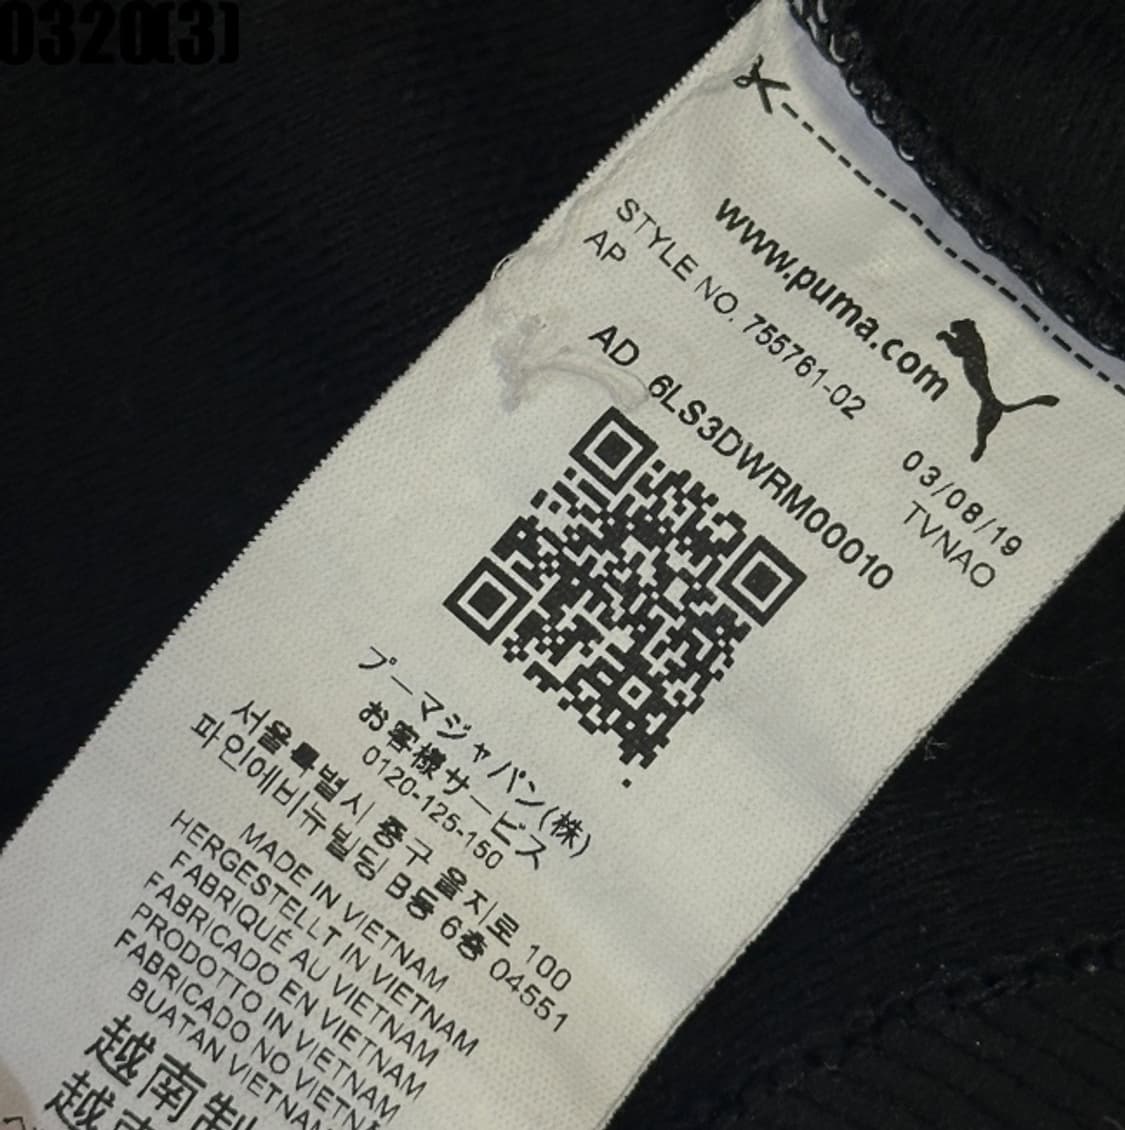 0320(3)
www.puma.com
STYLE NO. 755761-02
AP
03/08/19
TVNAO
AD 6LS3DWRM00010
プーマジャパン(株)
お客様サービス
0120-125-150
서울특별시 중구 을지로 100
파인에비뉴빌딩 B동 6층 04551
MADE IN VIETNAM
HERGESTELLT IN VIETNAM
FABRIQUÉ AU VIETNAM
FABRICADO EN VIETNAM
PRODOTTO IN VIETNAM
FABRICADO NO VIETNAM
BUATAN VIETNAM
越南制
越南